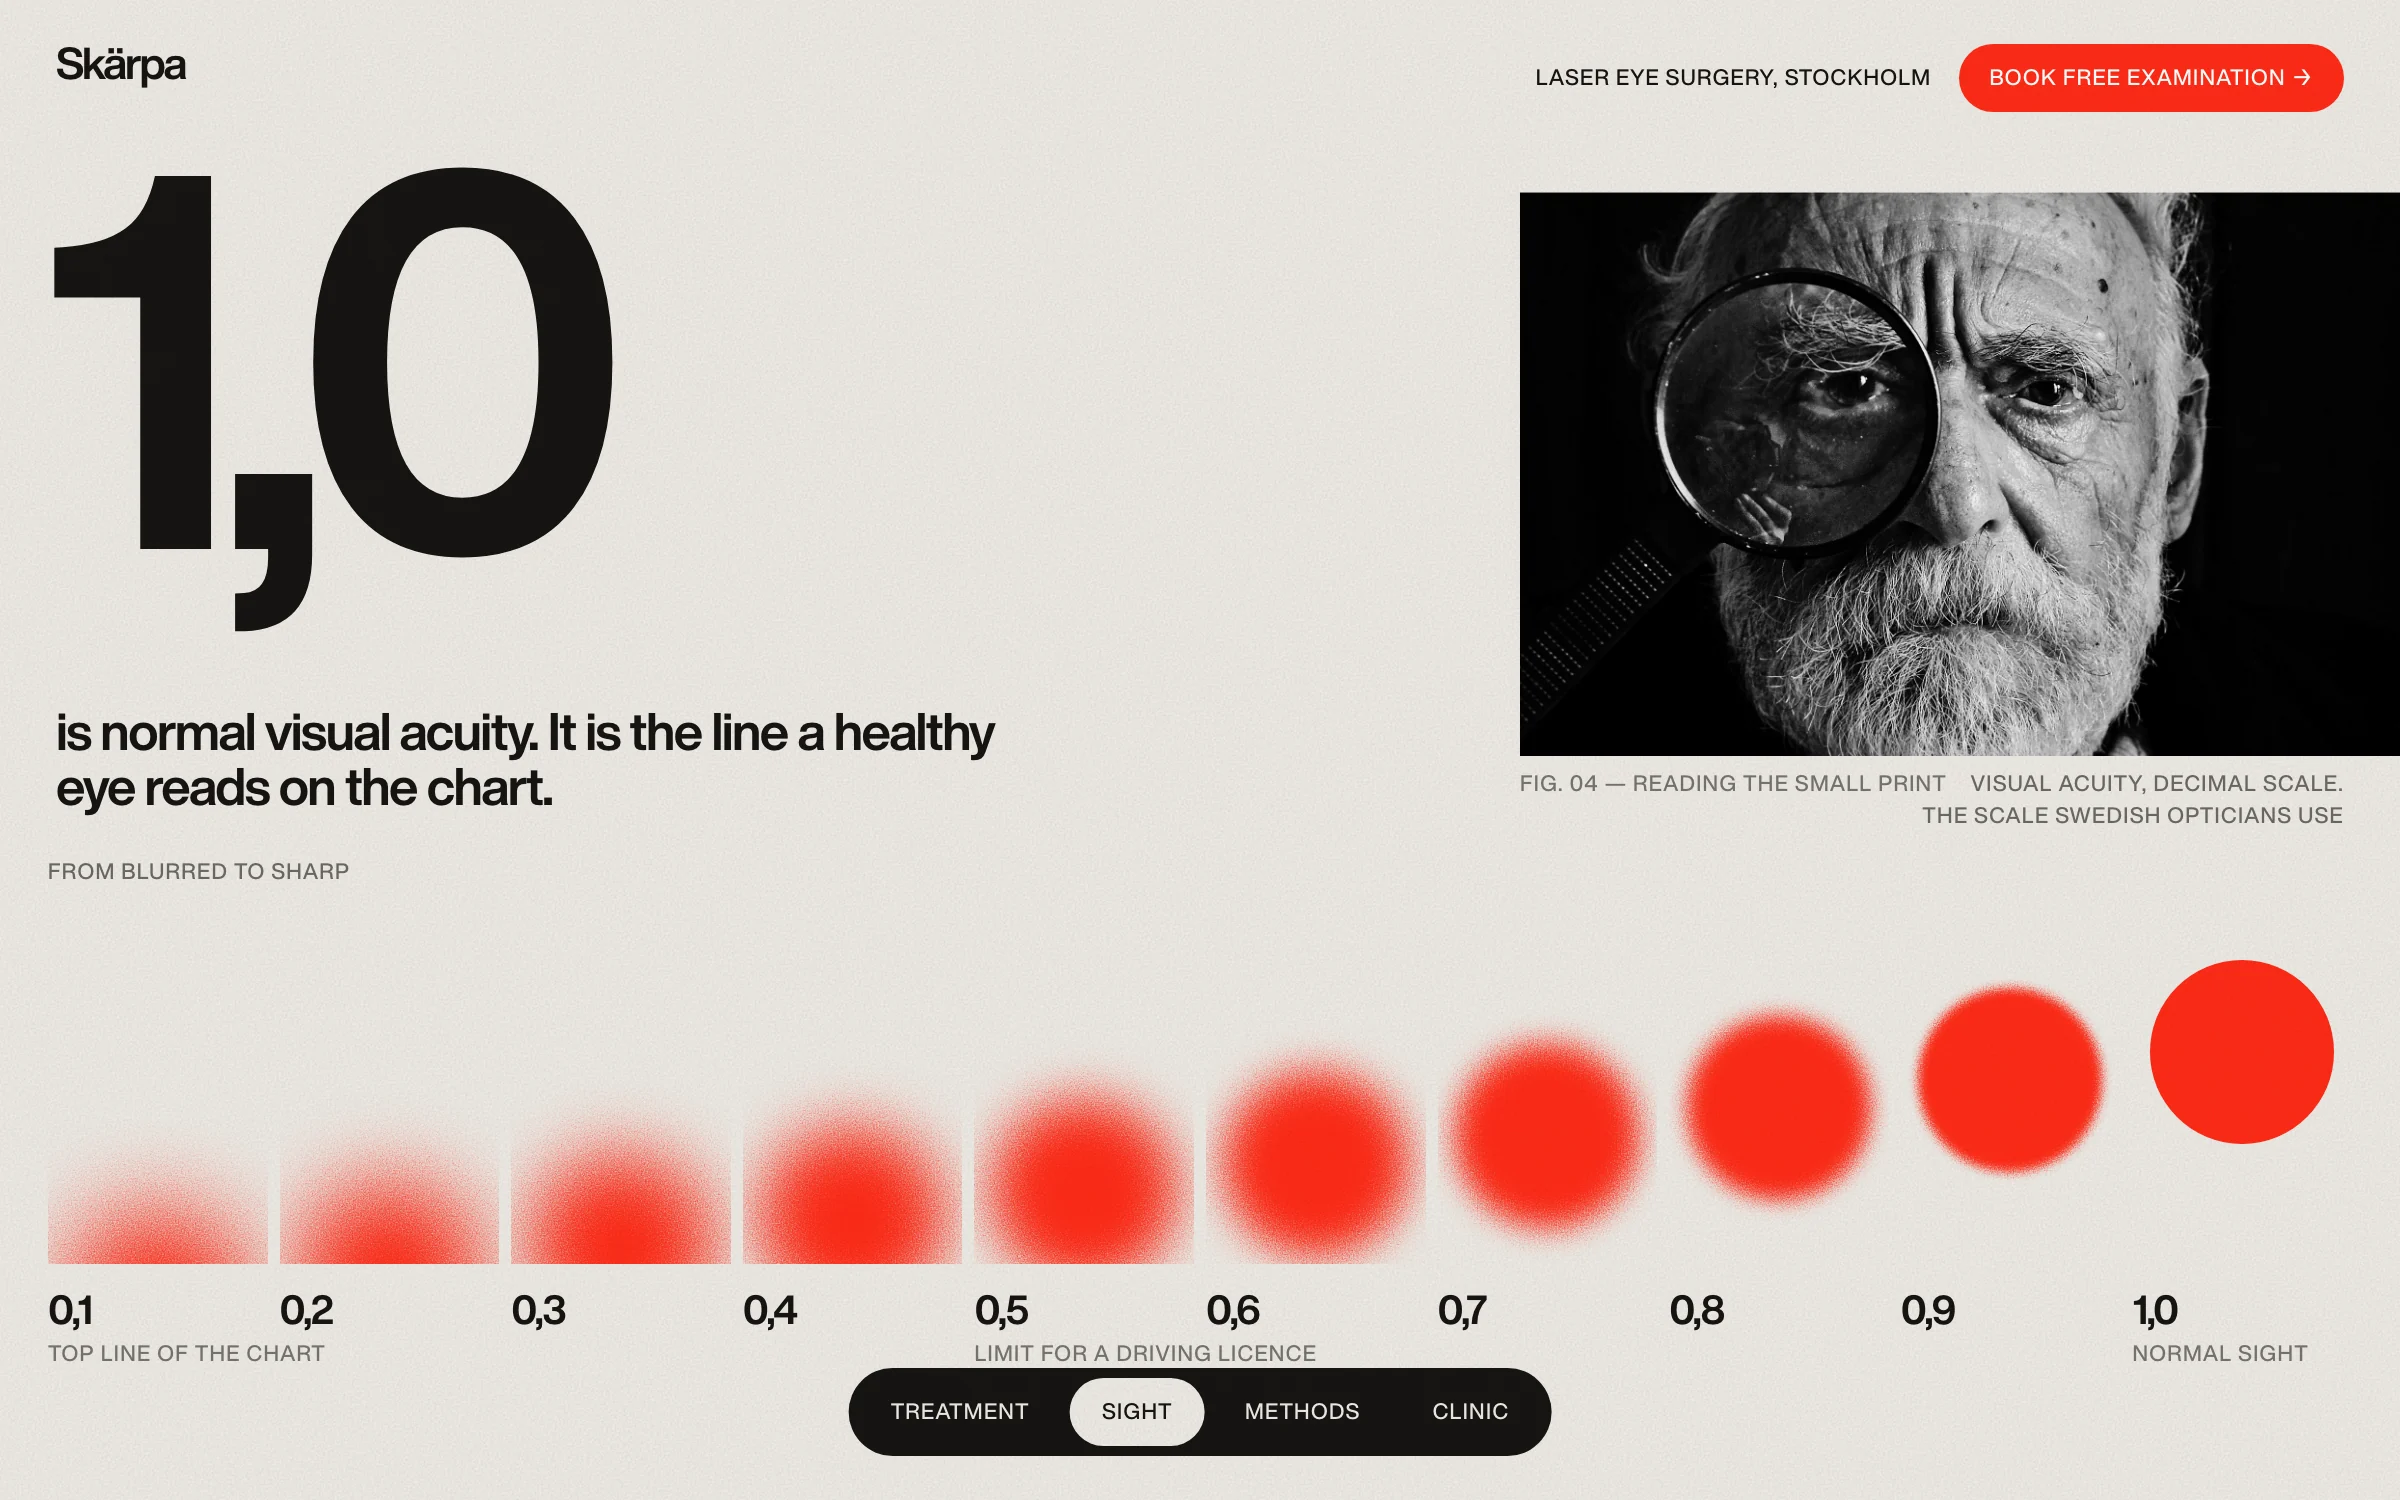 Skärpa
LASER EYE SURGERY, STOCKHOLM
BOOK FREE EXAMINATION →
1,0
is normal visual acuity. It is the line a healthy
eye reads on the chart.
FIG. 04 — READING THE SMALL PRINT
VISUAL ACUITY, DECIMAL SCALE.
THE SCALE SWEDISH OPTICIANS USE
FROM BLURRED TO SHARP
0,1
TOP LINE OF THE CHART
0,2
0,3
0,4
0,5
LIMIT FOR A DRIVING LICENCE
0,6
0,7
0,8
0,9
1,0
NORMAL SIGHT
TREATMENT
SIGHT
METHODS
CLINIC